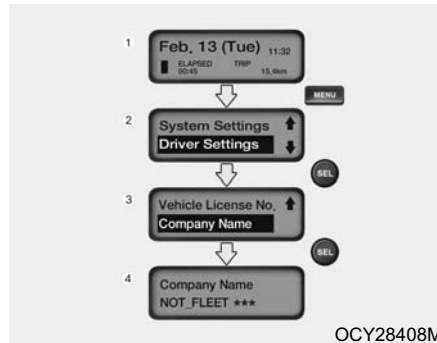 1
Feb. 13 (Tue) 11:32
ELAPSED TRIP
00:45 15.4km
MENU
2
System Settings
Driver Settings
SEL
3
Vehicle License No.
Company Name
SEL
4
Company Name
NOT_FLEET ***
OCY28408M